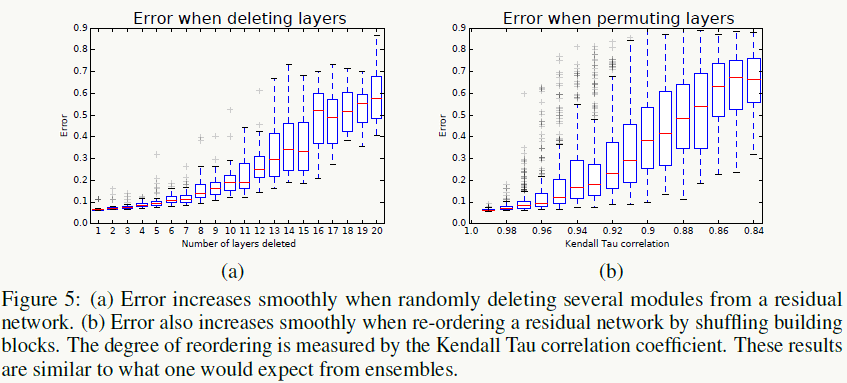 Error when deleting layers
0.9
0.8
0.7
0.6
0.5
0.4
0.3
0.2
0.1
0.0
Error
1 2 3 4 5 6 7 8 9 10 11 12 13 14 15 16 17 18 19 20
Number of layers deleted
(a)
Error when permuting layers
0.9
0.8
0.7
0.6
0.5
0.4
0.3
0.2
0.1
0.0
Error
1.0 0.98 0.96 0.94 0.92 0.9 0.88 0.86 0.84
Kendall Tau correlation
(b)
Figure 5: (a) Error increases smoothly when randomly deleting several modules from a residual
network. (b) Error also increases smoothly when re-ordering a residual network by shuffling building
blocks. The degree of reordering is measured by the Kendall Tau correlation coefficient. These results
are similar to what one would expect from ensembles.